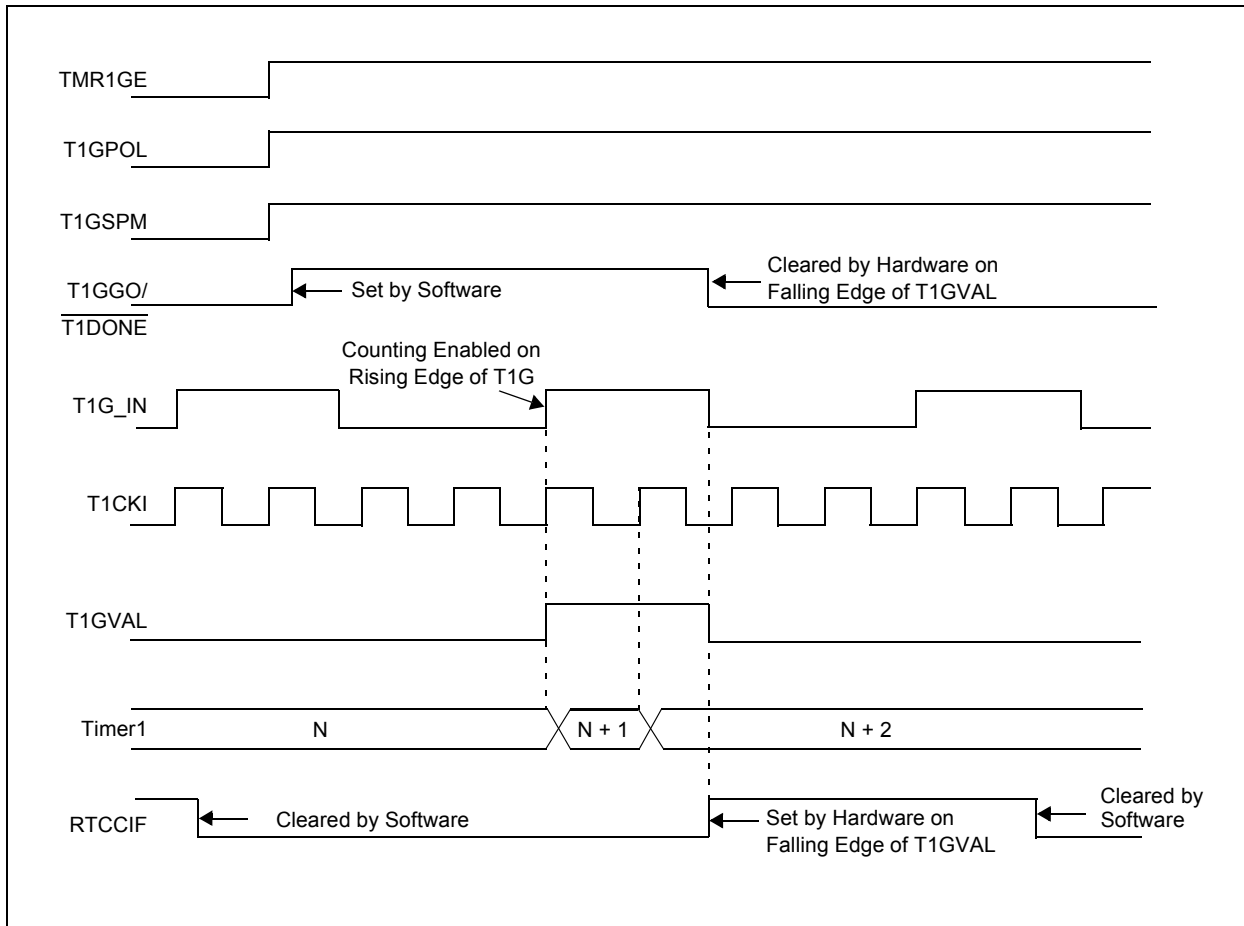 TMR1GE
T1GPOL
T1GSPM
T1GGO/
T1DONE
Set by Software
Cleared by Hardware on
Falling Edge of T1GVAL
Counting Enabled on
Rising Edge of T1G
T1G_IN
T1CKI
T1GVAL
Timer1
N
N + 1
N + 2
RTCCIF
Cleared by Software
Set by Hardware on
Falling Edge of T1GVAL
Cleared by
Software